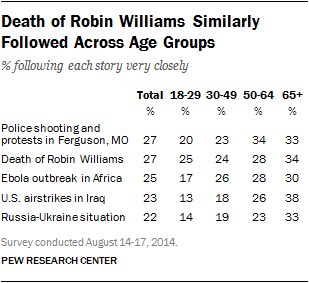 Death of Robin Williams Similarly
Followed Across Age Groups
% following each story very closely
Total 18-29 30-49 50-64 65+
% % % % %
Police shooting and
protests in Ferguson, MO 27 20 23 34 33
Death of Robin Williams 27 25 24 28 34
Ebola outbreak in Africa 25 17 26 28 30
U.S. airstrikes in Iraq 23 13 18 26 38
Russia-Ukraine situation 22 14 19 23 33
Survey conducted August 14-17, 2014.
PEW RESEARCH CENTER